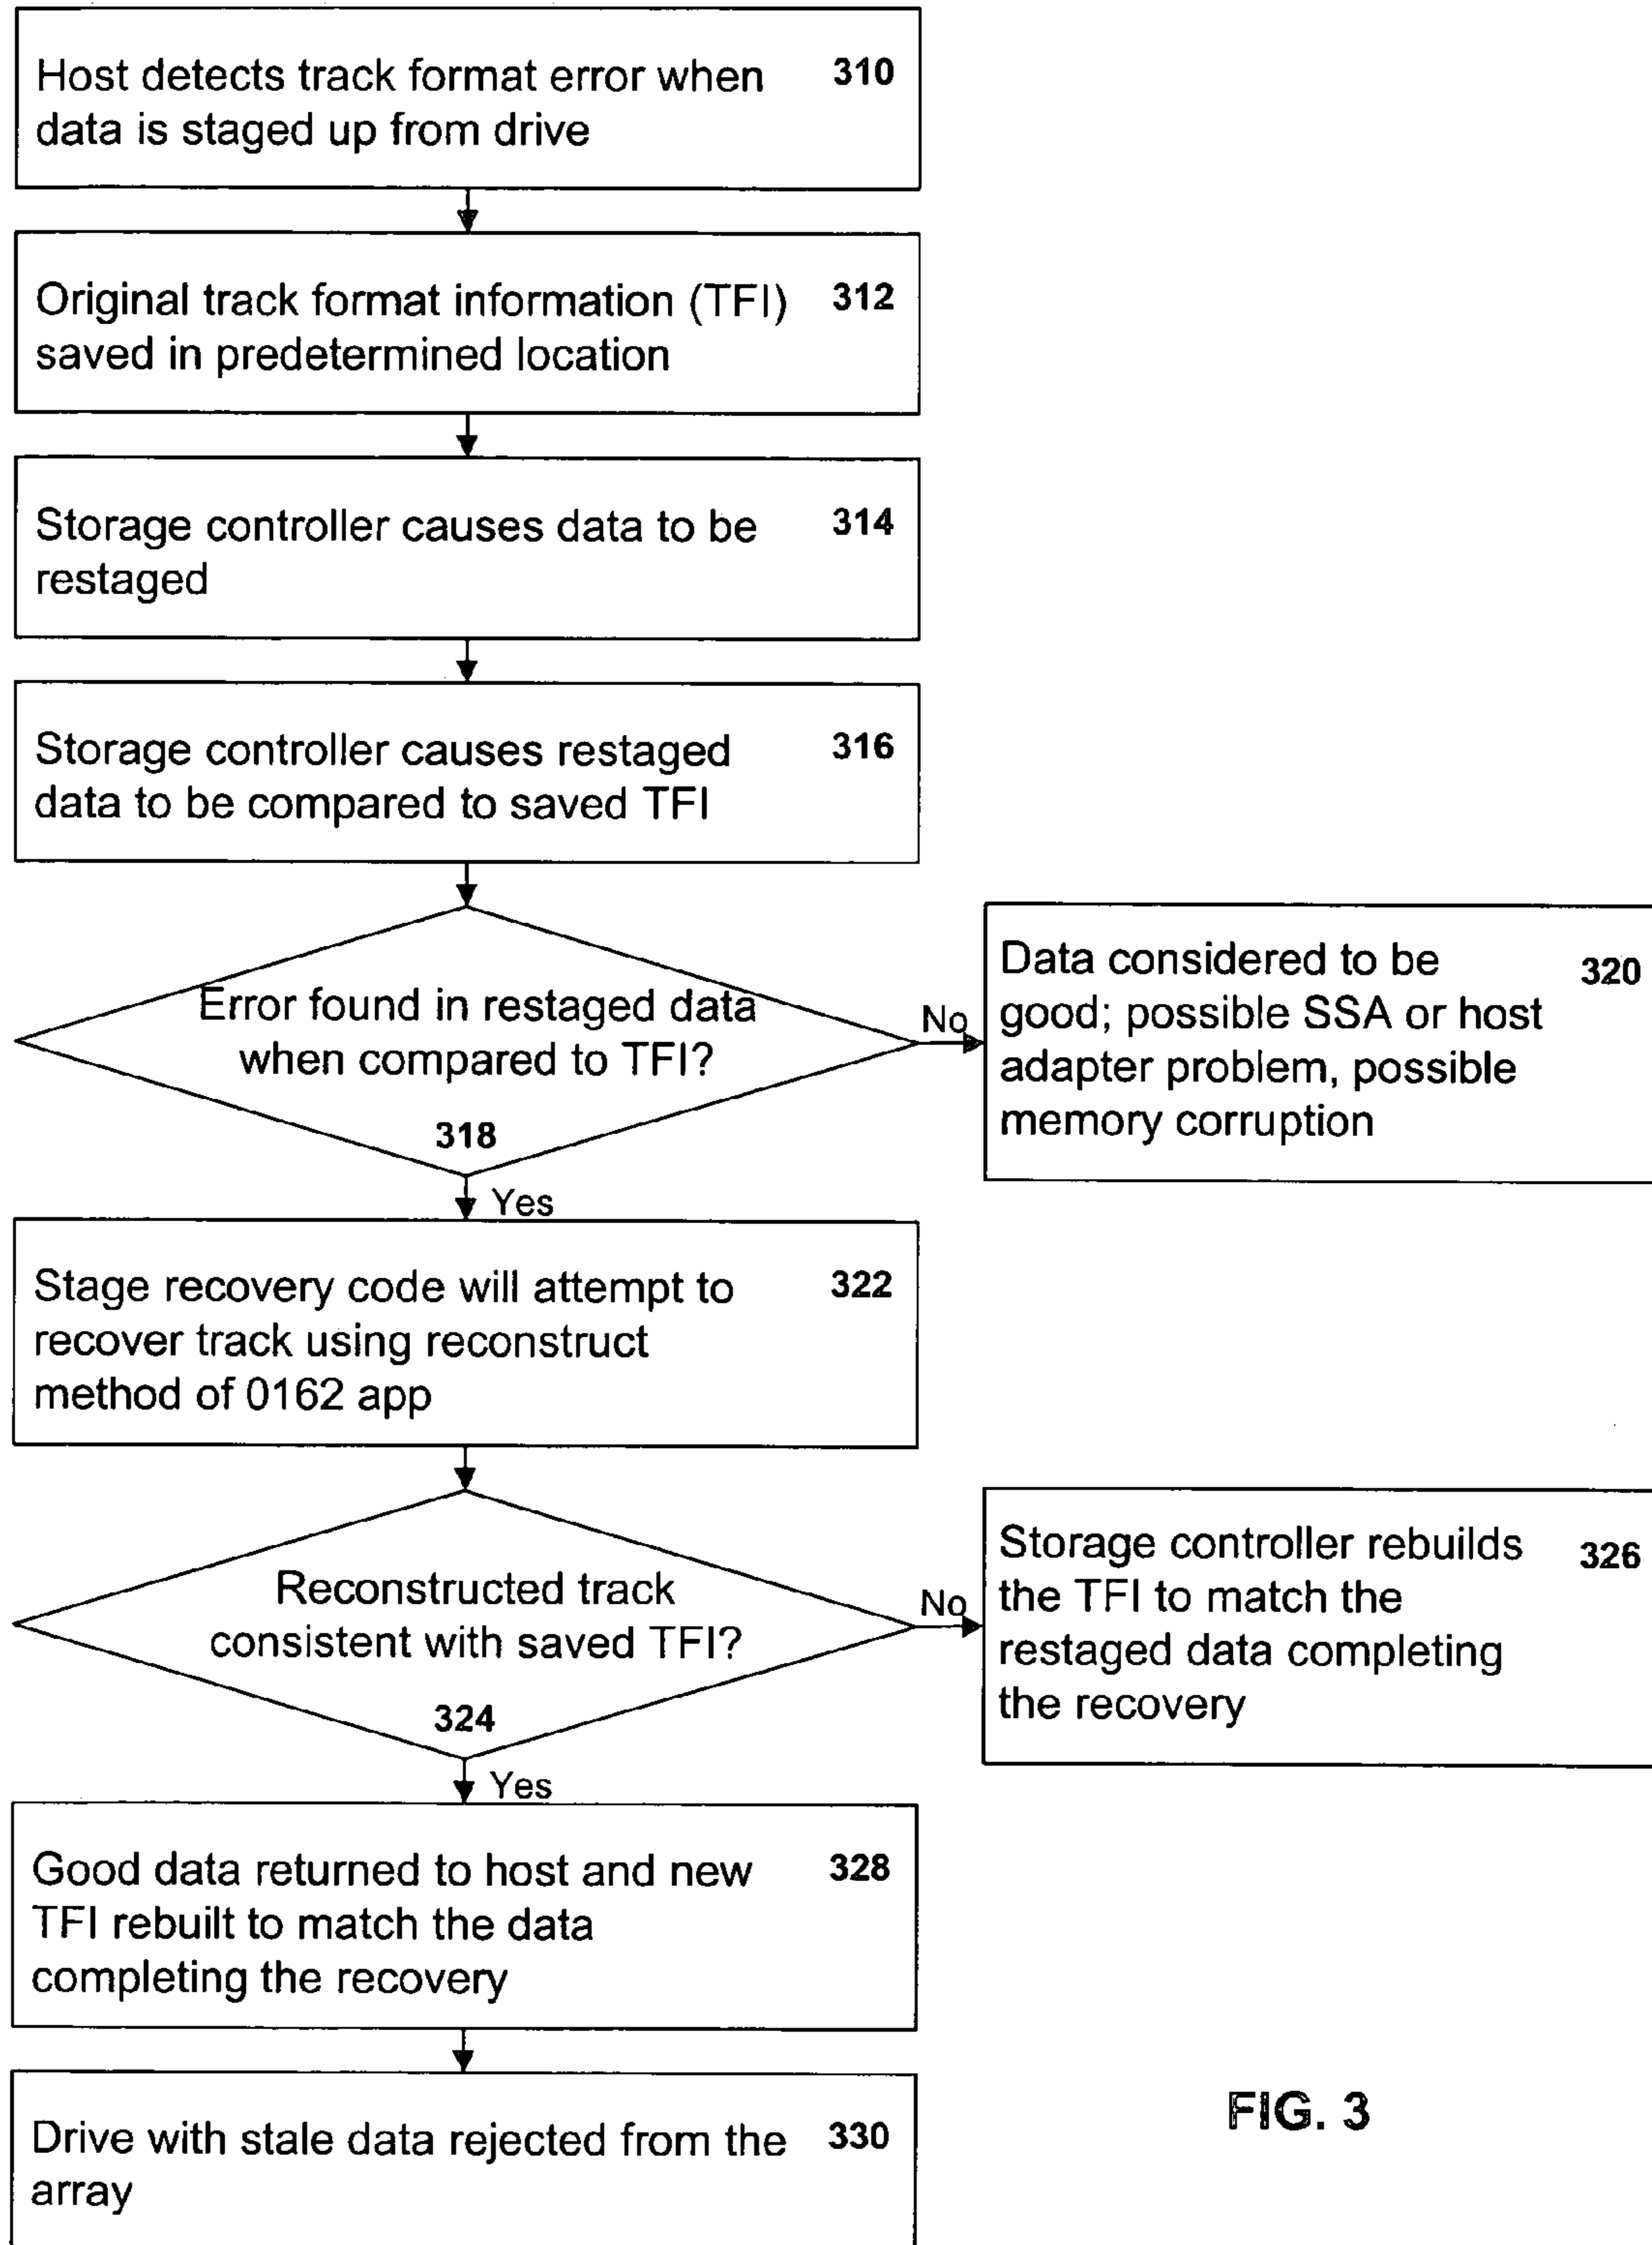 Host detects track format error when 310
data is staged up from drive
Original track format information (TFI) 312
saved in predetermined location
Storage controller causes data to be 314
restaged
Storage controller causes restaged 316
data to be compared to saved TFI
Error found in restaged data
when compared to TFI?
318
No
Data considered to be 320
good; possible SSA or host
adapter problem, possible
memory corruption
Yes
Stage recovery code will attempt to 322
recover track using reconstruct
method of 0162 app
Reconstructed track
consistent with saved TFI?
324
No
Storage controller rebuilds 326
the TFI to match the
restaged data completing
the recovery
Yes
Good data returned to host and new 328
TFI rebuilt to match the data
completing the recovery
Drive with stale data rejected from the 330
array
FIG. 3